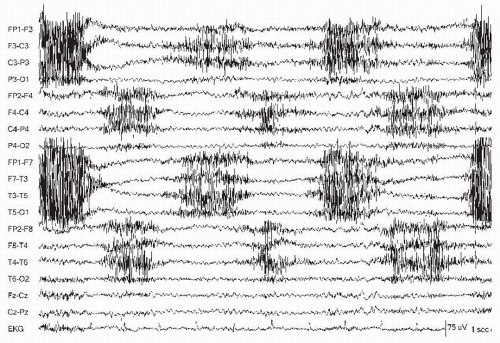 FP1-F3
F3-C3
C3-P3
P3-O1
FP2-F4
F4-C4
C4-P4
P4-O2
FP1-F7
F7-T3
T3-T5
T5-O1
FP2-F8
F8-T4
T4-T6
T6-O2
Fz-Cz
Cz-Pz
EKG
75 uV 1 sec.